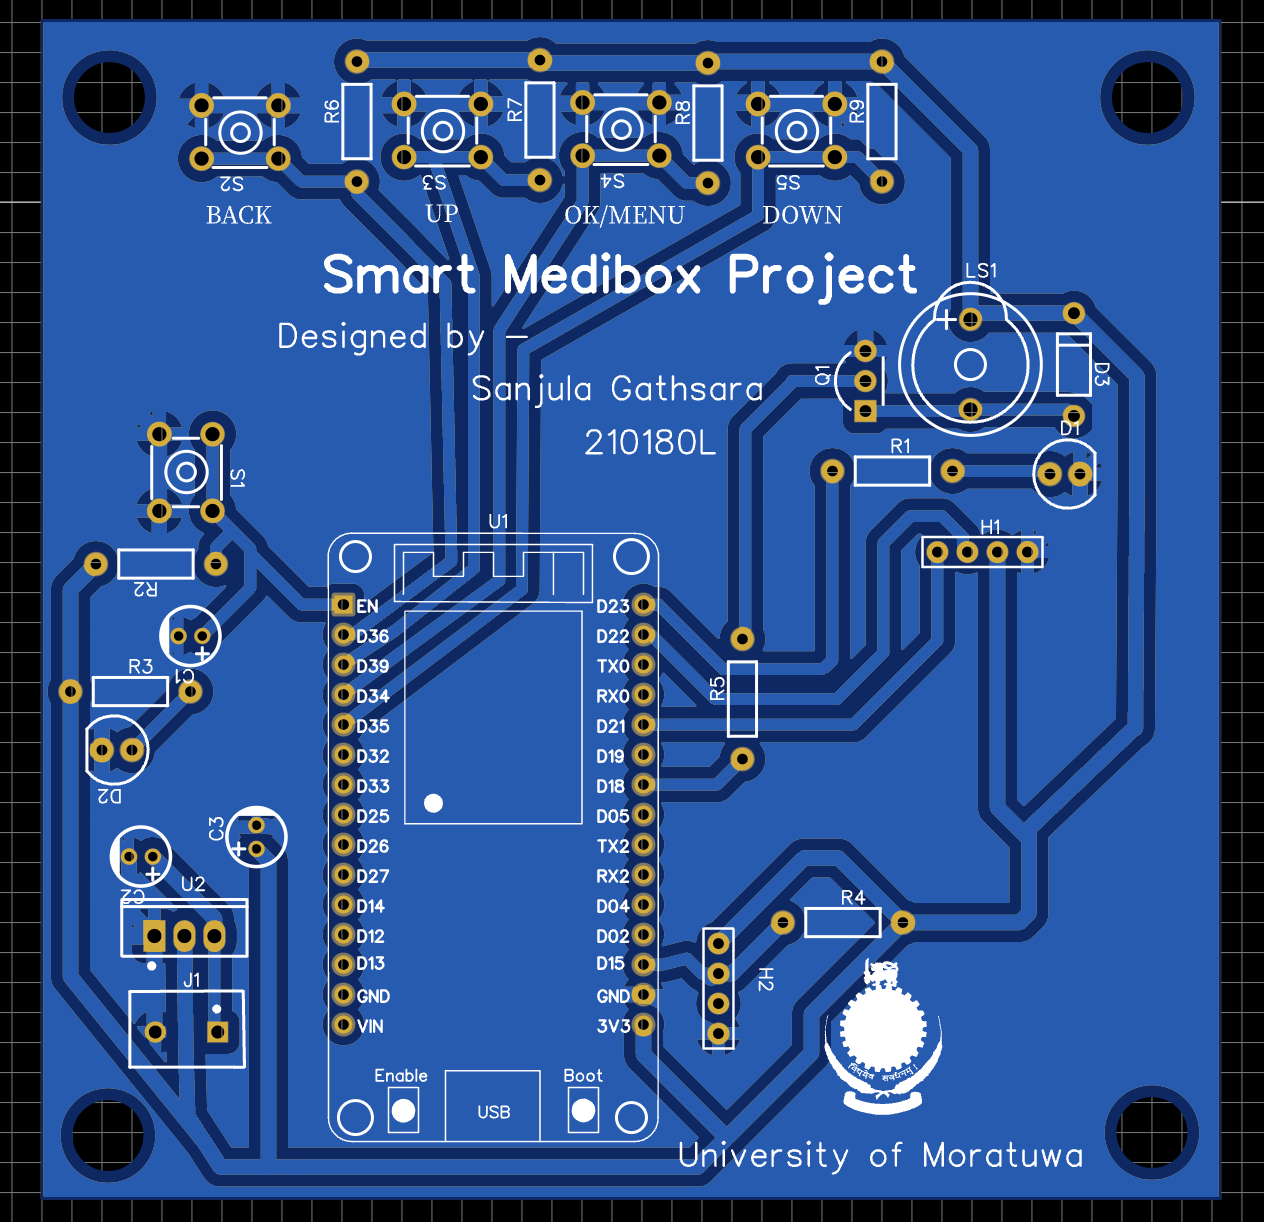 R6
R7
R8
R9
S2
S3
S4
S5
BACK
UP
OK/MENU
DOWN
Smart Medibox Project
LS1
+
Designed by -
Sanjula Gathsara
210180L
Q1
D3
D1
R1
S1
U1
H1
R2
EN
D36
D39
D34
D35
D32
D33
D25
D26
D27
D14
D12
D13
GND
VIN
D23
D22
TX0
RX0
D21
D19
D18
D05
TX2
RX2
D04
D02
D15
GND
3V3
+
C1
R3
R5
D2
C3
+
+
C2
U2
R4
J1
H2
Enable
Boot
USB
University of Moratuwa